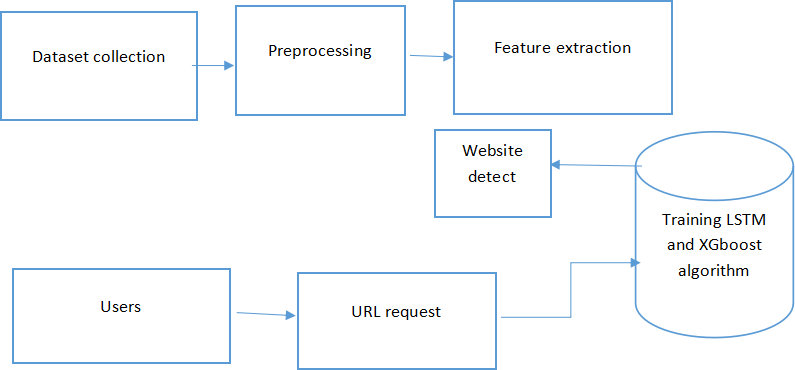 Dataset collection
Preprocessing
Feature extraction
Website
detect
Training LSTM
and XGboost
algorithm
Users
URL request